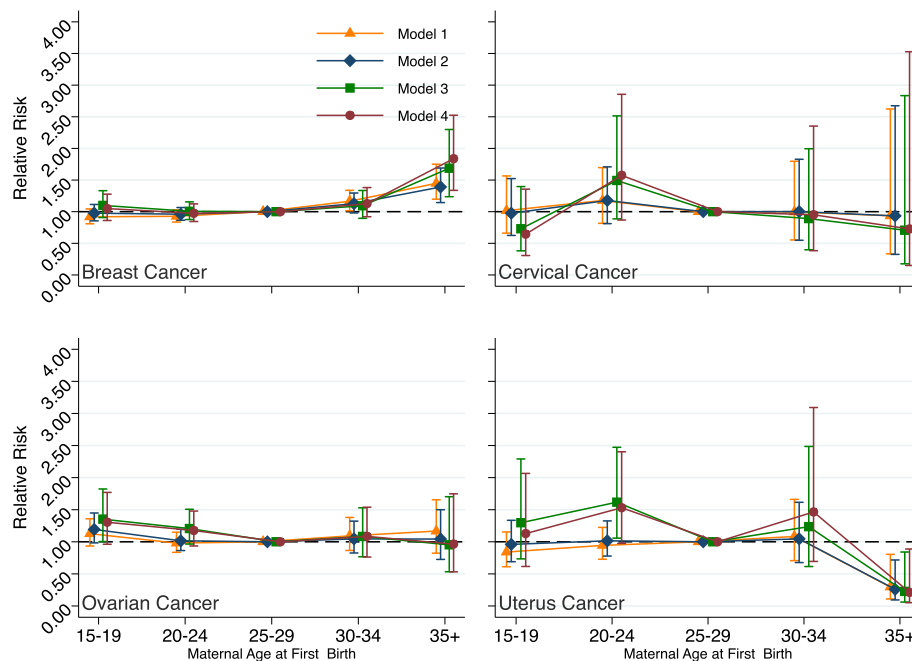 Relative Risk
4.00
3.50
3.00
2.50
2.00
1.50
1.00
0.50
0.00
Model 1
Model 2
Model 3
Model 4
Breast Cancer
Cervical Cancer
Relative Risk
4.00
3.50
3.00
2.50
2.00
1.50
1.00
0.50
0.00
Ovarian Cancer
Uterus Cancer
15-19 20-24 25-29 30-34 35+
Maternal Age at First Birth
15-19 20-24 25-29 30-34 35+
Maternal Age at First Birth